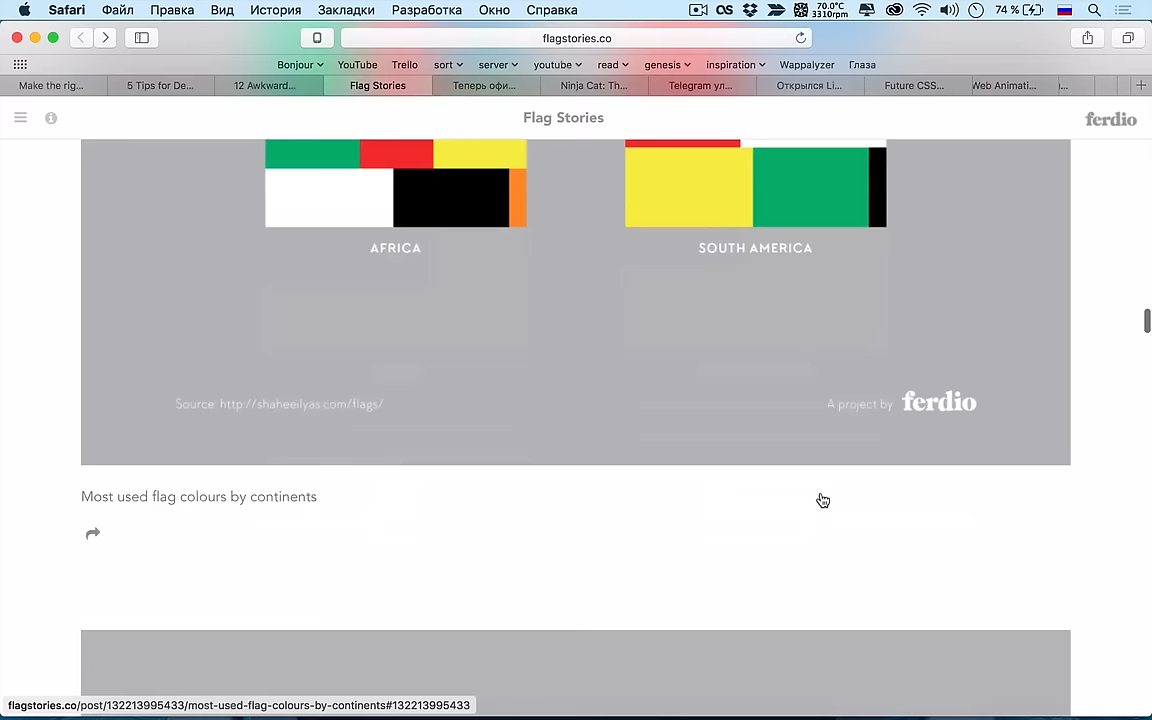 Safari Файл Правка Вид История Закладки Разработка Окно Справка 70.0°C 3310rpm 74 %
flagstories.co
Bonjour YouTube Trello sort server youtube read genesis inspiration Wappalyzer Глаза
Make the rig... 5 Tips for De... 12 Awkward... Flag Stories Теперь офи... Ninja Cat: Th... Telegram ул... Открылся Li... Future CSS... Web Animati...
Flag Stories ferdio
AFRICA SOUTH AMERICA
Source: http://shaheeilyas.com/flags/ A project by ferdio
Most used flag colours by continents
flagstories.co/post/132213995433/most-used-flag-colours-by-continents#132213995433